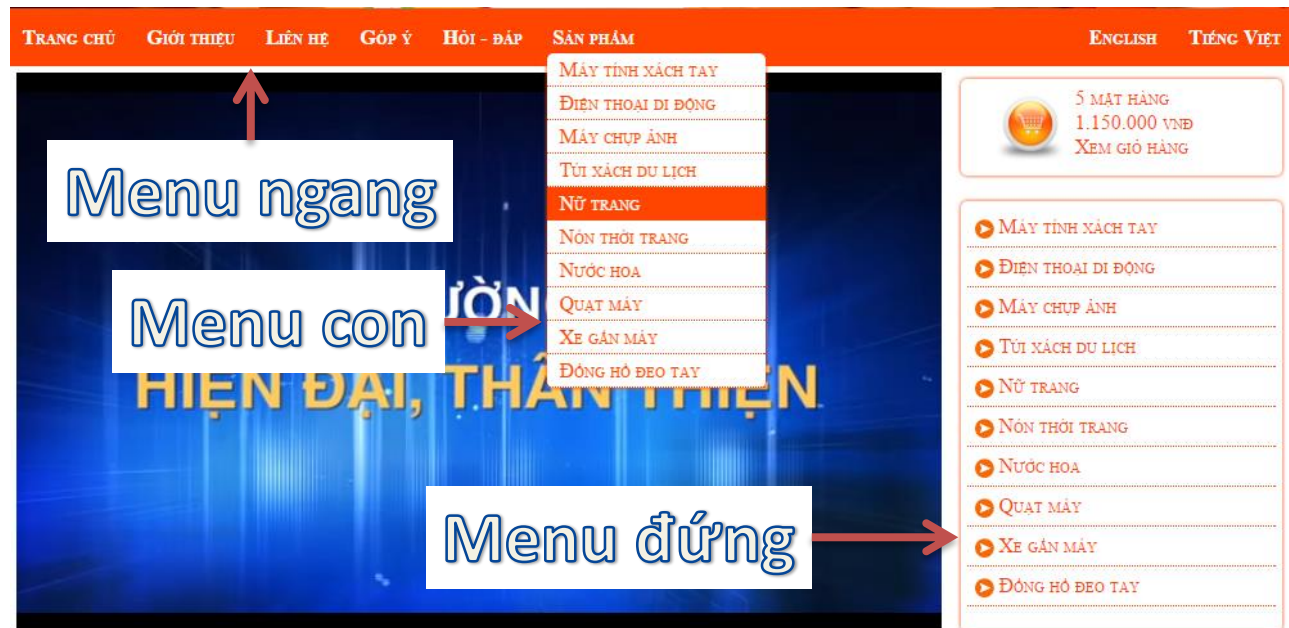 Trang chủ Giới thiệu Liên hệ Góp ý Hỏi - đáp Sản phẩm English Tiếng Việt
Máy tính xách tay
Điện thoại di động
Máy chụp ảnh
Túi xách du lịch
Nữ trang
Nón thời trang
Nước hoa
Quạt máy
Xe gắn máy
Đồng hồ đeo tay
Menu ngang
Menu con
HIỆN ĐẠI, THÂN THIỆN
Menu đứng
5 mặt hàng
1.150.000 vnđ
Xem giỏ hàng
Máy tính xách tay
Điện thoại di động
Máy chụp ảnh
Túi xách du lịch
Nữ trang
Nón thời trang
Nước hoa
Quạt máy
Xe gắn máy
Đồng hồ đeo tay